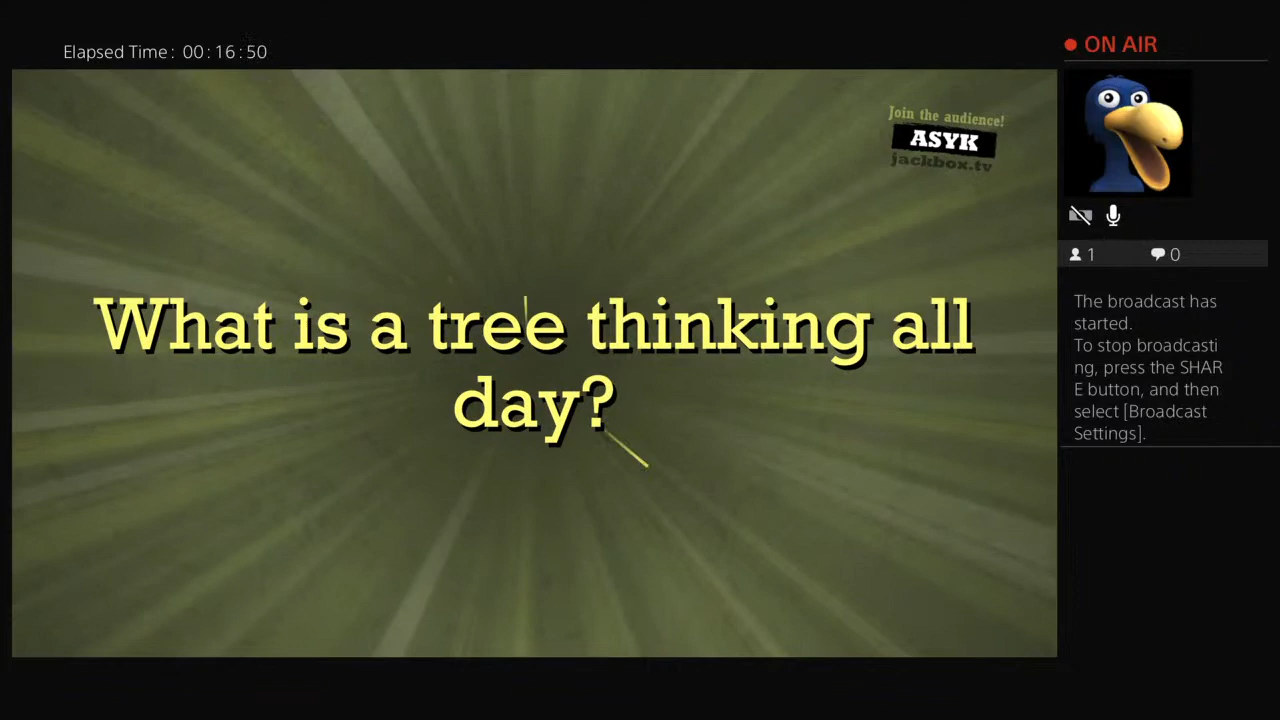 Elapsed Time: 00:16:50
ON AIR
Join the audience!
ASYK
jackbox.tv
What is a tree thinking all
day?
1 0
The broadcast has
started.
To stop broadcasti
ng, press the SHAR
E button, and then
select [Broadcast
Settings].